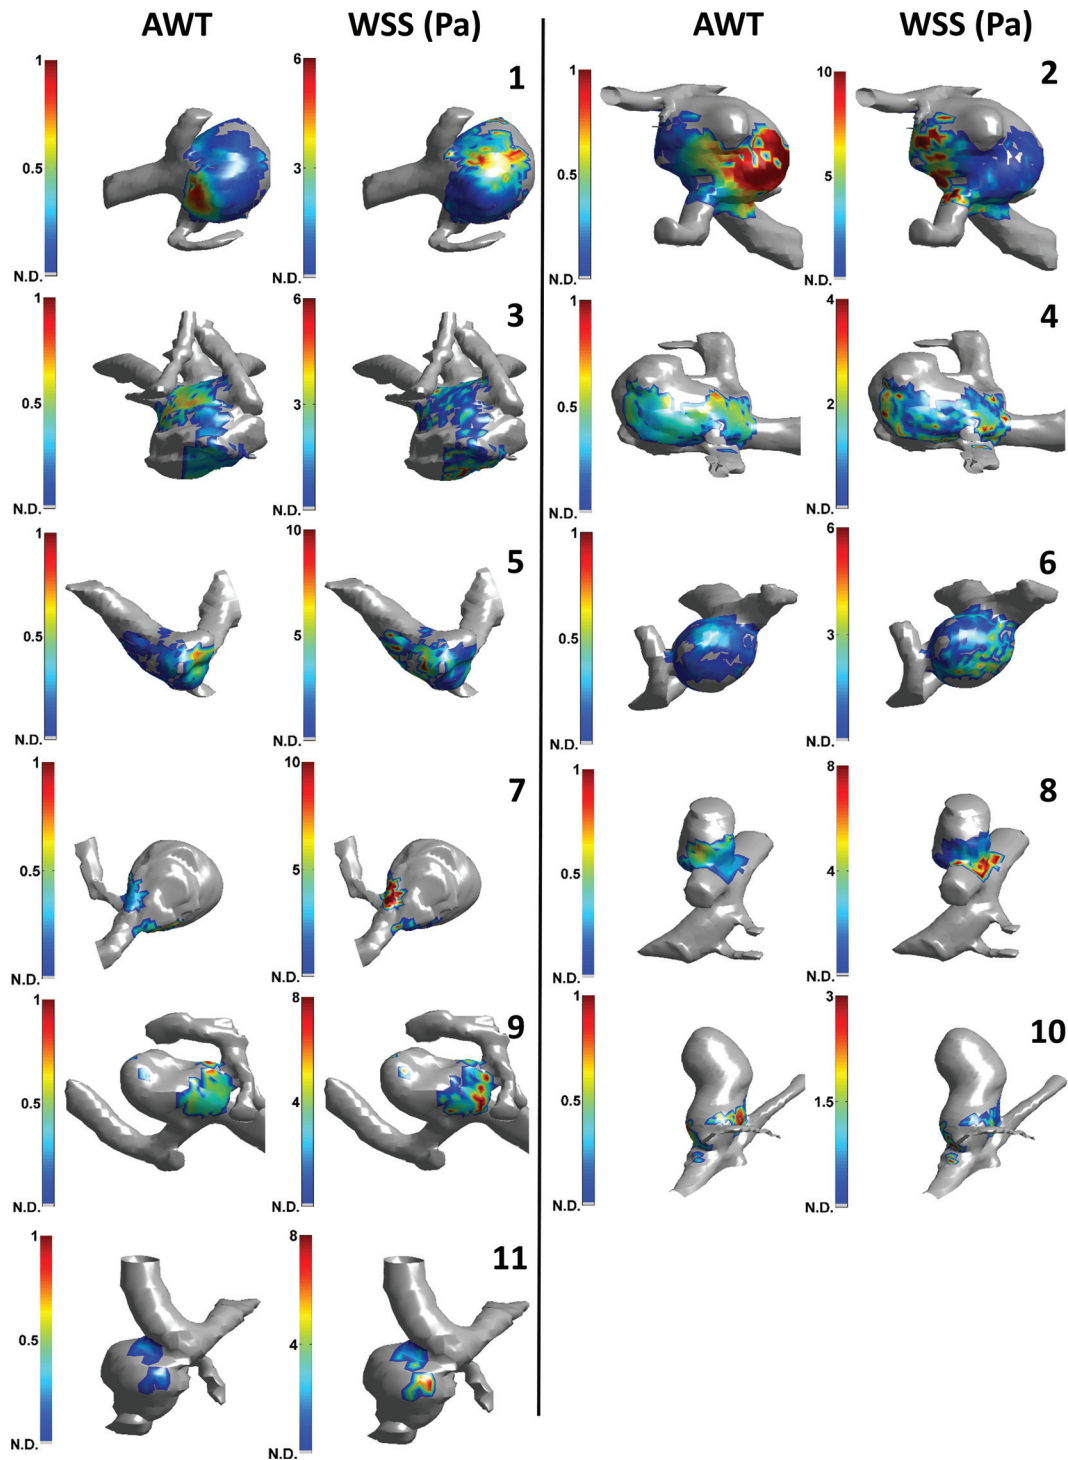 AWT WSS (Pa) AWT WSS (Pa)
1 0.5 N.D. 6 3 N.D. 1
1 0.5 N.D. 10 5 N.D. 2
1 0.5 N.D. 6 3 N.D. 3
1 0.5 N.D. 4 2 N.D. 4
1 0.5 N.D. 10 5 N.D. 5
1 0.5 N.D. 6 3 N.D. 6
1 0.5 N.D. 10 5 N.D. 7
1 0.5 N.D. 8 4 N.D. 8
1 0.5 N.D. 8 4 N.D. 9
1 0.5 N.D. 3 1.5 N.D. 10
1 0.5 N.D. 8 4 N.D. 11